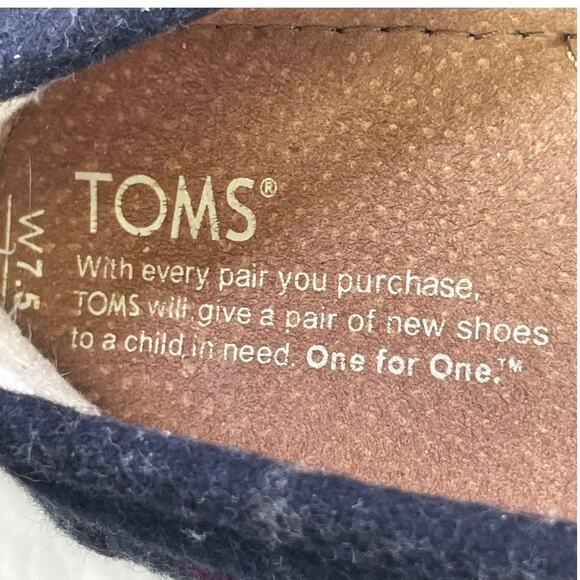 TOMS®
With every pair you purchase,
TOMS will give a pair of new shoes
to a child in need. One for One.™
W7.5